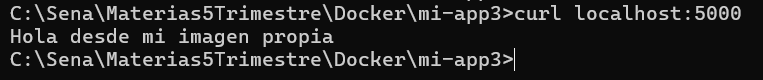 C:\Sena\Materias5Trimestre\Docker\mi-app3>curl localhost:5000
Hola desde mi imagen propia
C:\Sena\Materias5Trimestre\Docker\mi-app3>